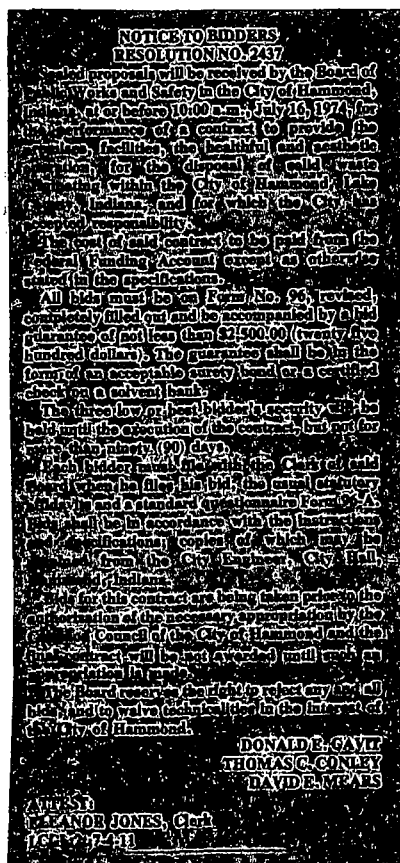 NOTICE TO BIDDERS
RESOLUTION NO. 2437
Sealed proposals will be received by the Board of
Public Works and Safety in the City of Hammond,
Indiana, at or before 10:00 a.m., July 16, 1974, for
the performance of a contract to provide the
facilities, the healthful and aesthetic
for the disposal of solid waste
within the City of Hammond, Lake
Indiana, and for which the City has
responsibility.
The cost of said contract to be paid from the
Federal Funding Account except as otherwise
stated in the specifications.
All bids must be on Form No. 96, revised,
completely filled out and be accompanied by a bid
guarantee of not less than $2,500.00 (twenty five
hundred dollars). The guarantee shall be in the
form of an acceptable surety bond or a certified
check on a solvent bank.
The three low or best bidder's security will be
held until the execution of the contract, but not for
more than ninety (90) days.
Each bidder must file with the Clerk of said
Board when he files his bid, the usual statutory
and a standard questionnaire Form 96-A.
Bids shall be in accordance with the instructions
and specifications, copies of which may be
from the City Engineer, City Hall,
Hammond, Indiana.
Bids for this contract are being taken prior to the
authorization of the necessary appropriation by the
Council of the City of Hammond and the
contract will be not awarded until such an
appropriation is made.
The Board reserves the right to reject any and all
bids, and to waive technicalities in the interest of
the City of Hammond.
DONALD E. GAVIT
THOMAS C. CONLEY
DAVID E. MEARS
ATTEST:
ELEANOR JONES, Clerk
7-4-11